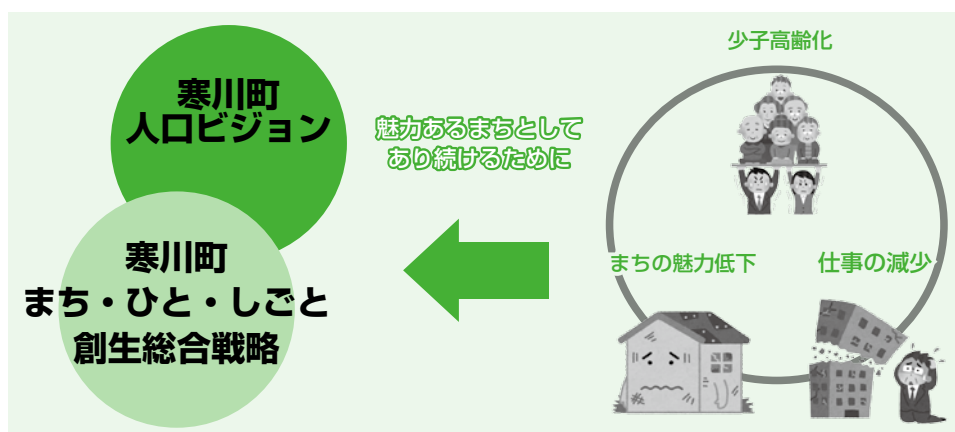 寒川町
人口ビジョン
寒川町
まち・ひと・しごと
創生総合戦略
魅力あるまちとして
あり続けるために
少子高齢化
まちの魅力低下
仕事の減少